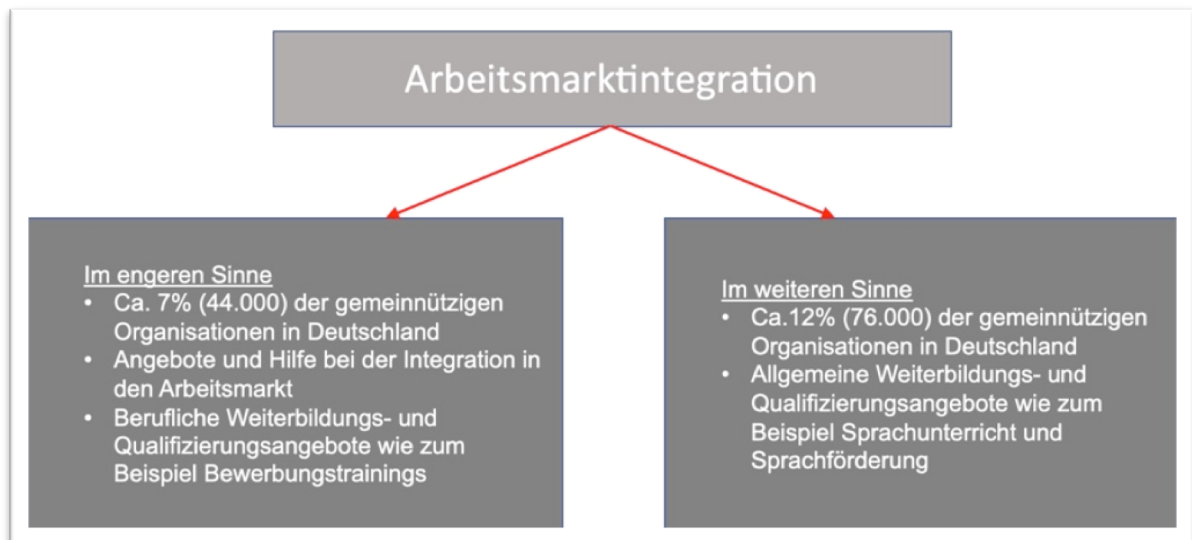 Arbeitsmarktintegration
Im engeren Sinne
• Ca. 7% (44.000) der gemeinnützigen
Organisationen in Deutschland
• Angebote und Hilfe bei der Integration in
den Arbeitsmarkt
• Berufliche Weiterbildungs- und
Qualifizierungsangebote wie zum
Beispiel Bewerbungstrainings
Im weiteren Sinne
• Ca.12% (76.000) der gemeinnützigen
Organisationen in Deutschland
• Allgemeine Weiterbildungs- und
Qualifizierungsangebote wie zum
Beispiel Sprachunterricht und
Sprachförderung